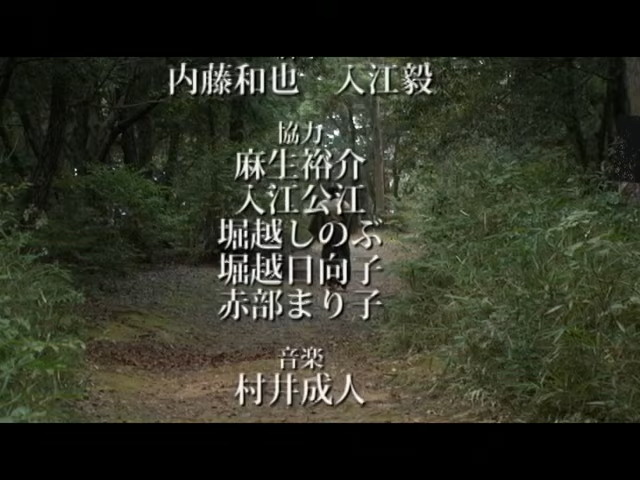 内藤和也　入江毅
協力
麻生裕介
入江公江
堀越しのぶ
堀越日向子
赤部まり子
音楽
村井成人